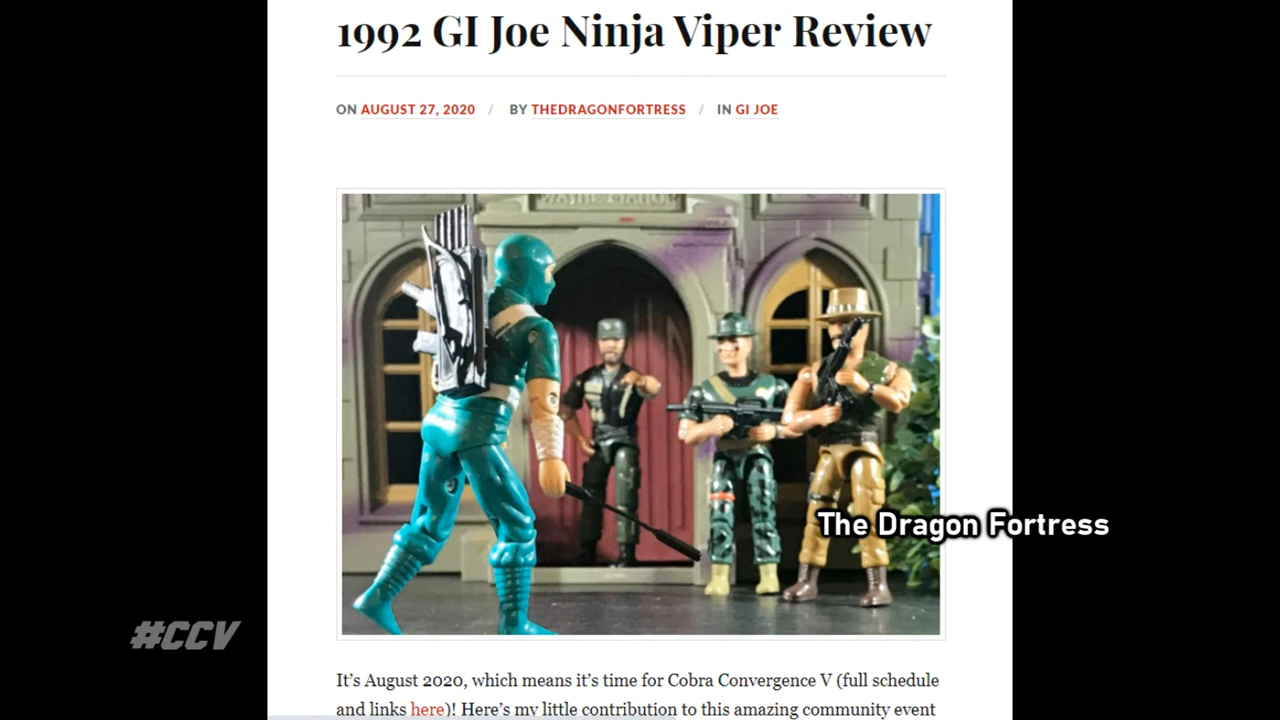 1992 GI Joe Ninja Viper Review
ON AUGUST 27, 2020 / BY THEDRAGONFORTRESS / IN GI JOE
The Dragon Fortress
#CCV
It’s August 2020, which means it’s time for Cobra Convergence V (full schedule
and links here)! Here’s my little contribution to this amazing community event